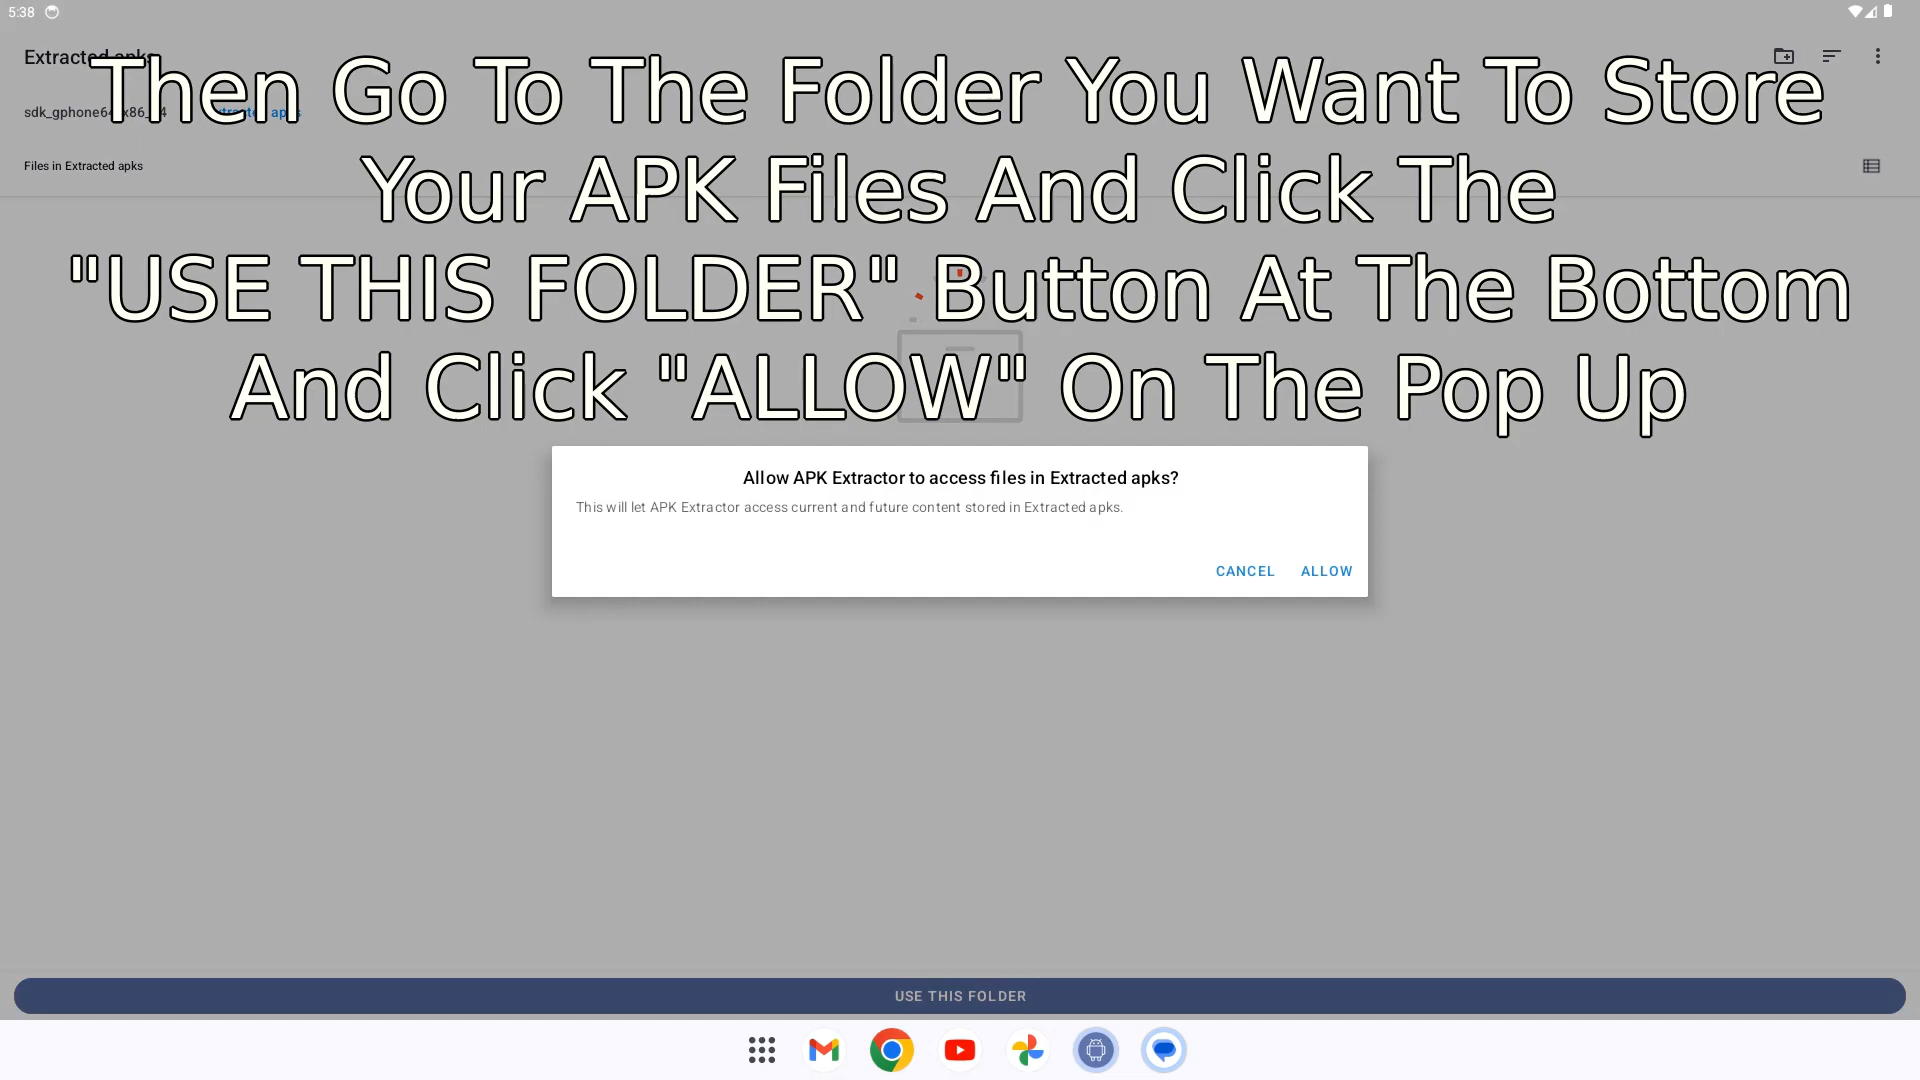 5:38
Extracted apks
Then Go To The Folder You Want To Store
sdk_gphone64_x86_64
Your APK Files And Click The
Files in Extracted apks
"USE THIS FOLDER" Button At The Bottom
And Click "ALLOW" On The Pop Up
Allow APK Extractor to access files in Extracted apks?
This will let APK Extractor access current and future content stored in Extracted apks.
CANCEL ALLOW
USE THIS FOLDER